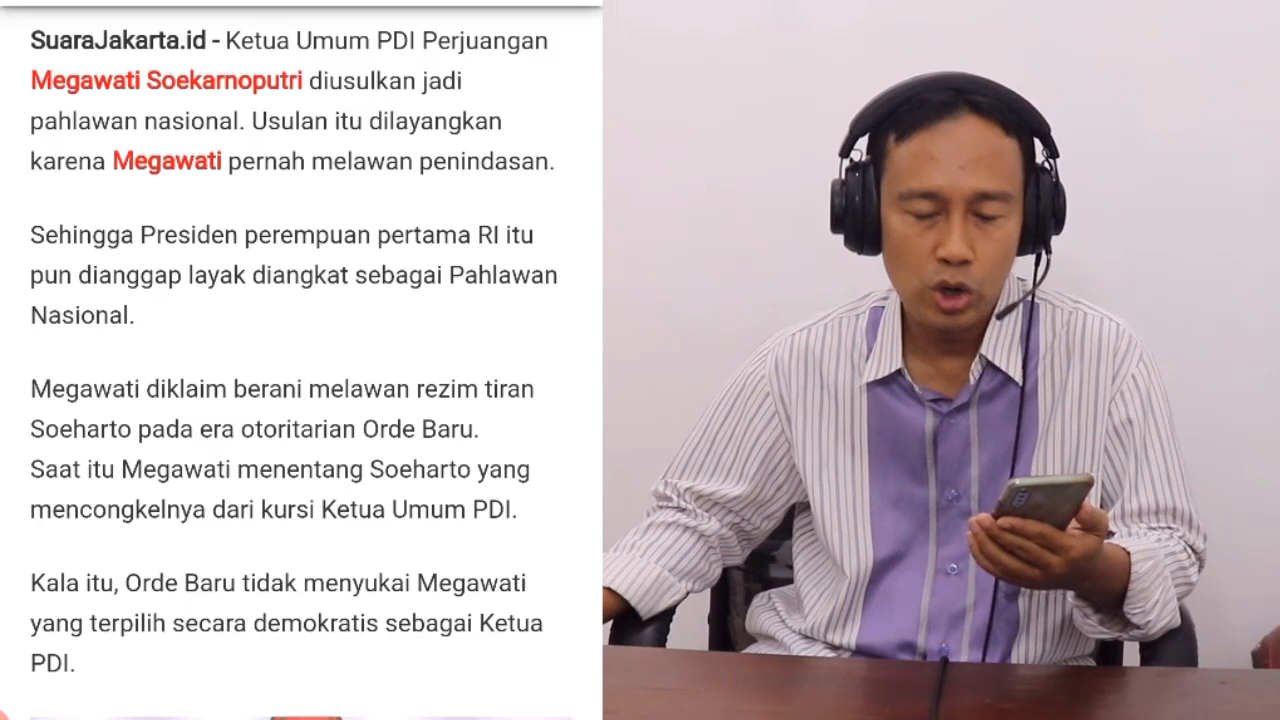 SuaraJakarta.id - Ketua Umum PDI Perjuangan
Megawati Soekarnoputri diusulkan jadi
pahlawan nasional. Usulan itu dilayangkan
karena Megawati pernah melawan penindasan.
Sehingga Presiden perempuan pertama RI itu
pun dianggap layak diangkat sebagai Pahlawan
Nasional.
Megawati diklaim berani melawan rezim tiran
Soeharto pada era otoritarian Orde Baru.
Saat itu Megawati menentang Soeharto yang
mencongkelnya dari kursi Ketua Umum PDI.
Kala itu, Orde Baru tidak menyukai Megawati
yang terpilih secara demokratis sebagai Ketua
PDI.